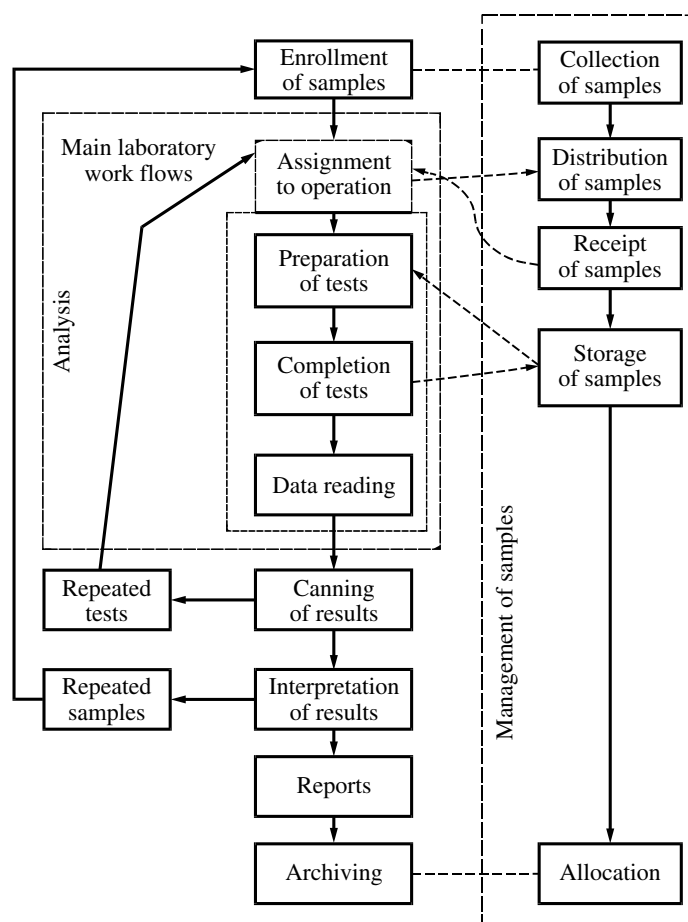 Enrollment
of samples
Collection
of samples
Main laboratory
work flows
Assignment
to operation
Distribution
of samples
Receipt
of samples
Preparation
of tests
Analysis
Completion
of tests
Storage
of samples
Data reading
Management of samples
Repeated
tests
Canning
of results
Repeated
samples
Interpretation
of results
Reports
Archiving
Allocation